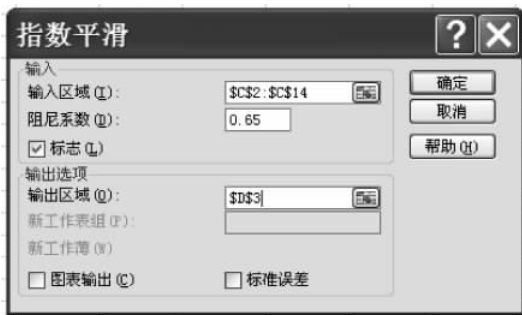 指数平滑
输入
输入区域(I):
$C$2:$C$14
阻尼系数(D):
0.65
标志(L)
输出选项
输出区域(O):
$D$3
新工作表组(P):
新工作薄(W)
图表输出(C)
标准误差
确定
取消
帮助(H)